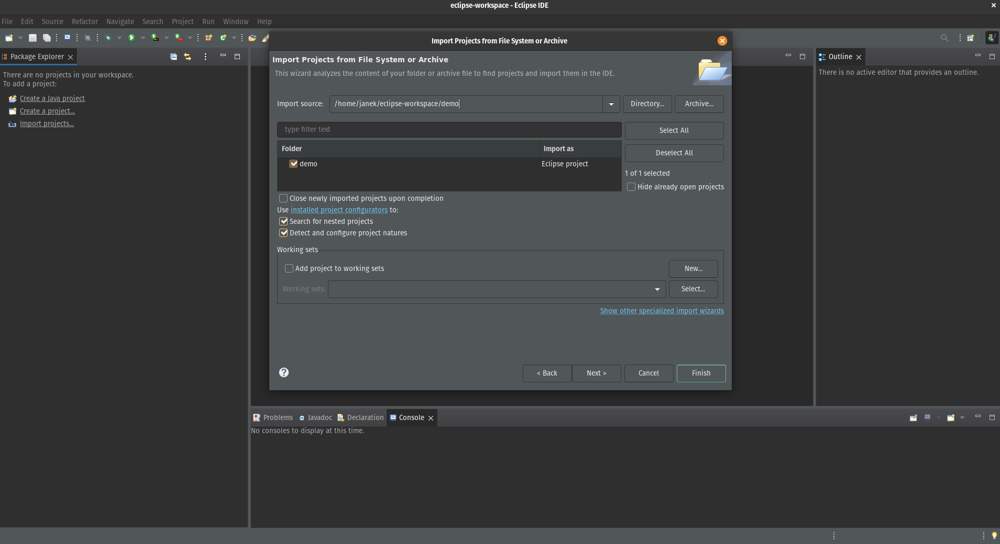 eclipse-workspace - Eclipse IDE
File Edit Source Refactor Navigate Search Project Run Window Help
Package Explorer
There are no projects in your workspace.
To add a project:
Create a Java project
Create a project...
Import projects...
Import Projects from File System or Archive
Import Projects from File System or Archive
This wizard analyzes the content of your folder or archive file to find projects and import them in the IDE.
Import source: /home/janek/eclipse-workspace/demo Directory... Archive...
type filter text
Select All
Folder Import as
Deselect All
demo Eclipse project
1 of 1 selected
Hide already open projects
Close newly imported projects upon completion
Use installed project configurators to:
Search for nested projects
Detect and configure project natures
Working sets
Add project to working sets New...
Working sets: Select...
Show other specialized import wizards
? < Back Next > Cancel Finish
Outline
There is no active editor that provides an outline.
Problems @ Javadoc Declaration Console
No consoles to display at this time.